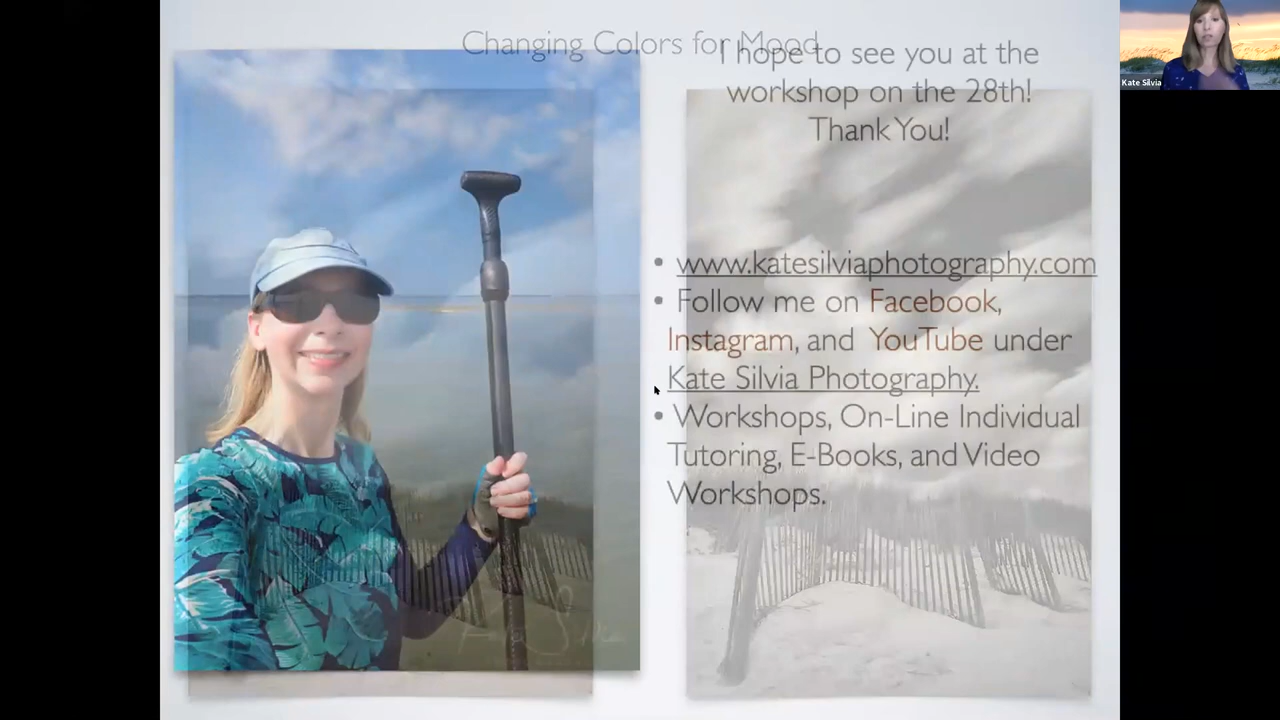 Changing Colors for Mood
I hope to see you at the
workshop on the 28th!
Thank You!
• www.katesilviaphotography.com
• Follow me on Facebook,
Instagram, and YouTube under
Kate Silvia Photography.
• Workshops, On-Line Individual
Tutoring, E-Books, and Video
Workshops.
Kate Silvia